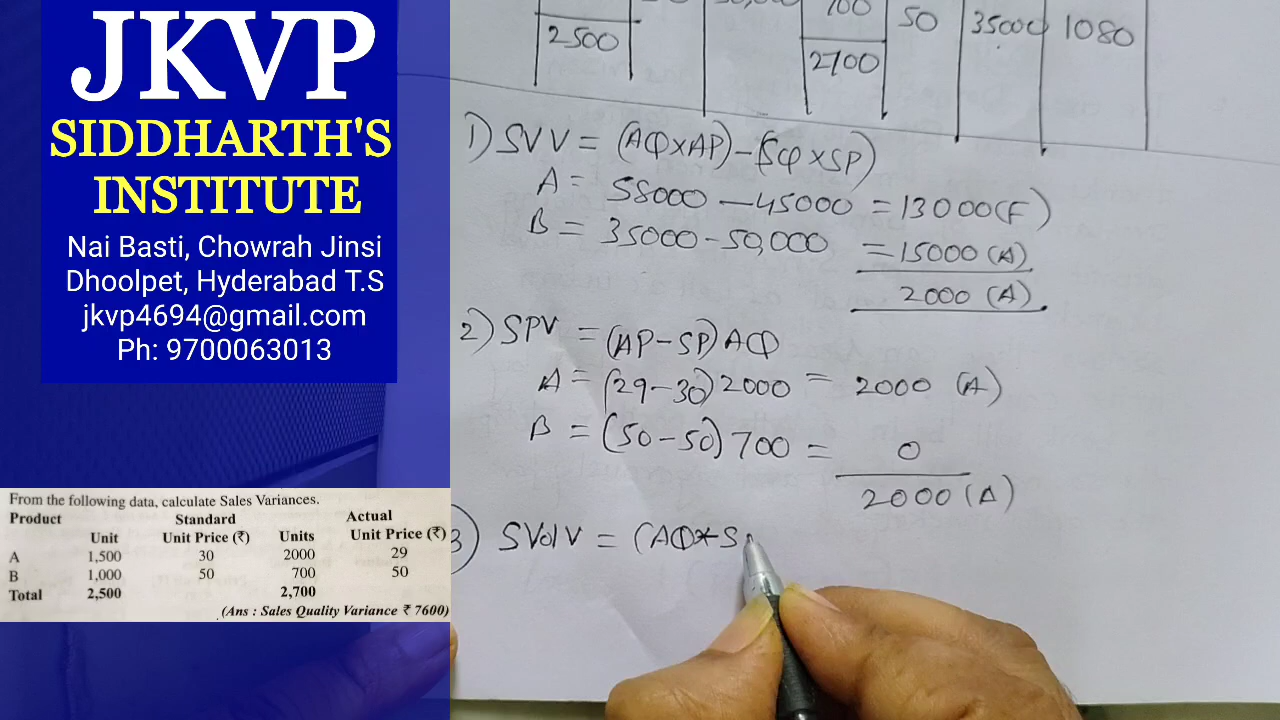 JKVP
SIDDHARTH'S
INSTITUTE
Nai Basti, Chowrah Jinsi
Dhoolpet, Hyderabad T.S
jkvp4694@gmail.com
Ph: 9700063013
From the following data, calculate Sales Variances.
Product Standard Actual
Unit Unit Price (₹) Units Unit Price (₹)
A 1,500 30 2000 29
B 1,000 50 700 50
Total 2,500 2,700
(Ans : Sales Quality Variance ₹ 7600)
700 50 35000 1080
2500 2700
1) SVV = (AQ×AP)-(SQ×SP)
A = 58000 - 45000 = 13000(F)
B = 35000 - 50,000 = 15000 (A)
2000 (A)
2) SPV = (AP-SP)AQ
A = (29-30)2000 = 2000 (A)
B = (50-50)700 = 0
2000 (A)
3) SVolV = (AQ*S